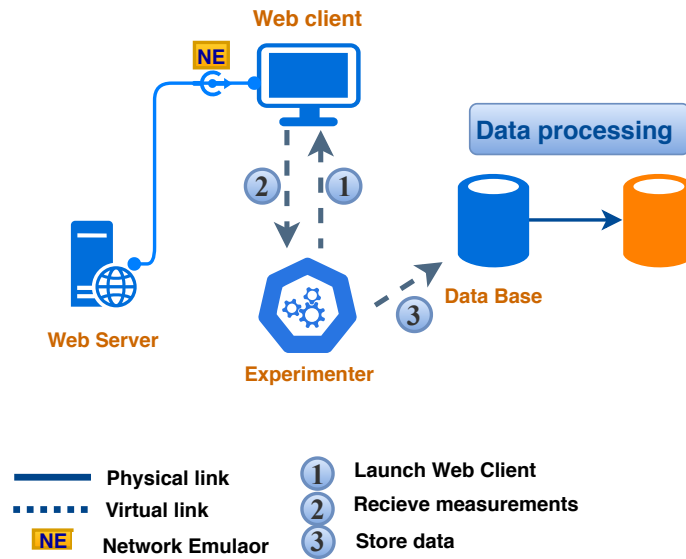 Web client
NE
Data processing
2
1
3
Data Base
Web Server
Experimenter
Physical link
1 Launch Web Client
Virtual link
2 Recieve measurements
NE Network Emulaor
3 Store data